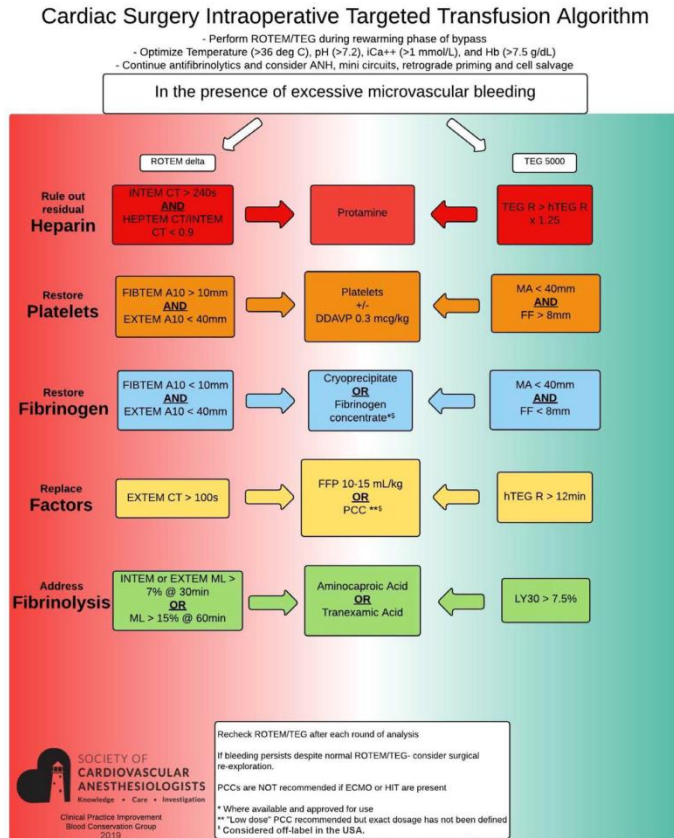 Cardiac Surgery Intraoperative Targeted Transfusion Algorithm
- Perform ROTEM/TEG during rewarming phase of bypass
- Optimize Temperature (>36 deg C), pH (>7.2), iCa++ (>1 mmol/L), and Hb (>7.5 g/dL)
- Continue antifibrinolytics and consider ANH, mini circuits, retrograde priming and cell salvage
In the presence of excessive microvascular bleeding
ROTEM delta
TEG 5000
Rule out
residual
Heparin
INTEM CT > 240s
AND
HEPTEM CT/INTEM
CT < 0.9
Protamine
TEG R > hTEG R
x 1.25
Restore
Platelets
FIBTEM A10 > 10mm
AND
EXTEM A10 < 40mm
Platelets
+/-
DDAVP 0.3 mcg/kg
MA < 40mm
AND
FF > 8mm
Restore
Fibrinogen
FIBTEM A10 < 10mm
AND
EXTEM A10 < 40mm
Cryoprecipitate
OR
Fibrinogen
concentrate*$
MA < 40mm
AND
FF < 8mm
Replace
Factors
EXTEM CT > 100s
FFP 10-15 mL/kg
OR
PCC **$
hTEG R > 12min
Address
Fibrinolysis
INTEM or EXTEM ML >
7% @ 30min
OR
ML > 15% @ 60min
Aminocaproic Acid
OR
Tranexamic Acid
LY30 > 7.5%
SOCIETY OF
CARDIOVASCULAR
ANESTHESIOLOGISTS
Knowledge • Care • Investigation
Clinical Practice Improvement
Blood Conservation Group
2019
Recheck ROTEM/TEG after each round of analysis
If bleeding persists despite normal ROTEM/TEG- consider surgical
re-exploration.
PCCs are NOT recommended if ECMO or HIT are present
* Where available and approved for use
** "Low dose" PCC recommended but exact dosage has not been defined
$ Considered off-label in the USA.